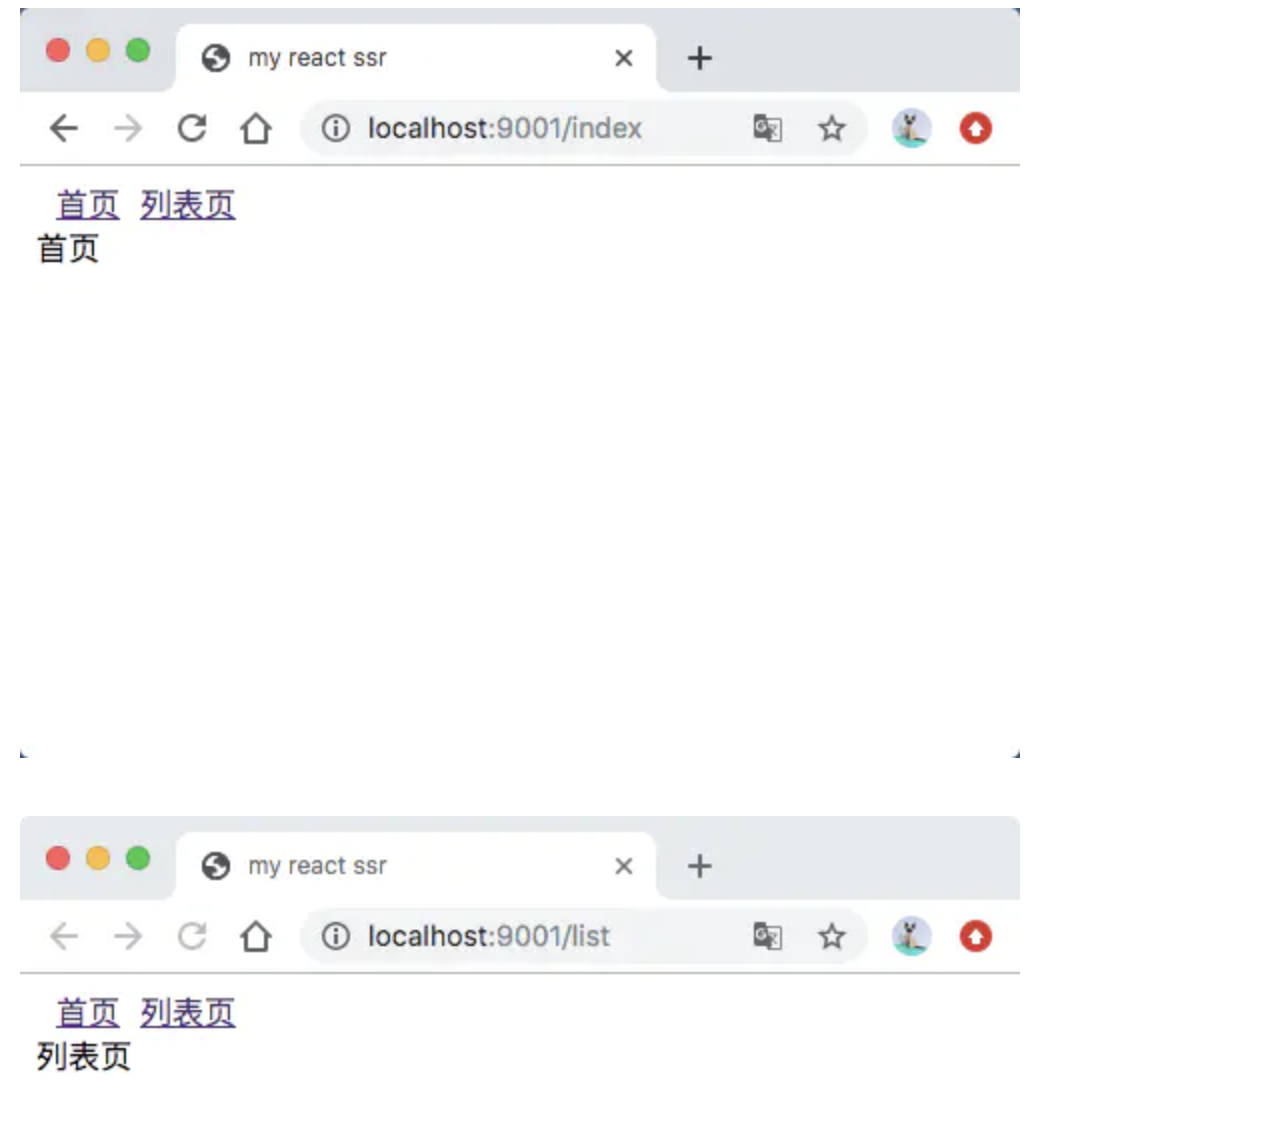 my react ssr
localhost:9001/index
首页 列表页
首页
my react ssr
localhost:9001/list
首页 列表页
列表页